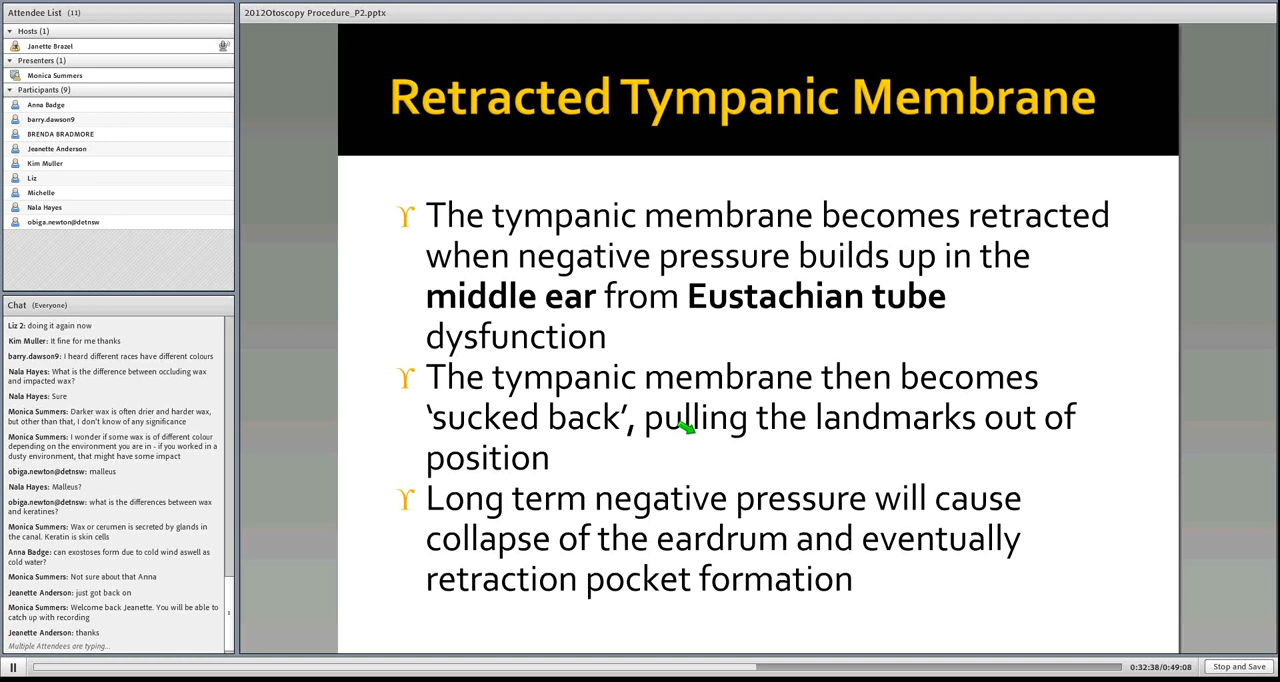 Attendee List (11)
Hosts (1)
Janette Brazel
Presenters (1)
Monica Summers
Participants (9)
Anna Badge
barry.dawson9
BRENDA BRADMORE
Jeanette Anderson
Kim Muller
Liz
Michelle
Nala Hayes
obiga.newton@detnsw
Chat (Everyone)
Liz 2: doing it again now
Kim Muller: It fine for me thanks
barry.dawson9: I heard different races have different colours
Nala Hayes: What is the difference between occluding wax
and impacted wax?
Nala Hayes: Sure
Monica Summers: Darker wax is often drier and harder wax,
but other than that, I don't know of any significance
Monica Summers: I wonder if some wax is of different colour
depending on the environment you are in - if you worked in a
dusty environment, that might have some impact
obiga.newton@detnsw: malleus
Nala Hayes: Malleus?
obiga.newton@detnsw: what is the differences between wax
and keratines?
Monica Summers: Wax or cerumen is secreted by glands in
the canal. Keratin is skin cells
Anna Badge: can exostoses form due to cold wind aswell as
cold water?
Monica Summers: Not sure about that Anna
Jeanette Anderson: just got back on
Monica Summers: Welcome back Jeanette. You will be able to
catch up with recording
Jeanette Anderson: thanks
Multiple Attendees are typing...
2012Otoscopy Procedure_P2.pptx
Retracted Tympanic Membrane
The tympanic membrane becomes retracted
when negative pressure builds up in the
middle ear from Eustachian tube
dysfunction
The tympanic membrane then becomes
‘sucked back’, pulling the landmarks out of
position
Long term negative pressure will cause
collapse of the eardrum and eventually
retraction pocket formation
0:32:38/0:49:08
Stop and Save